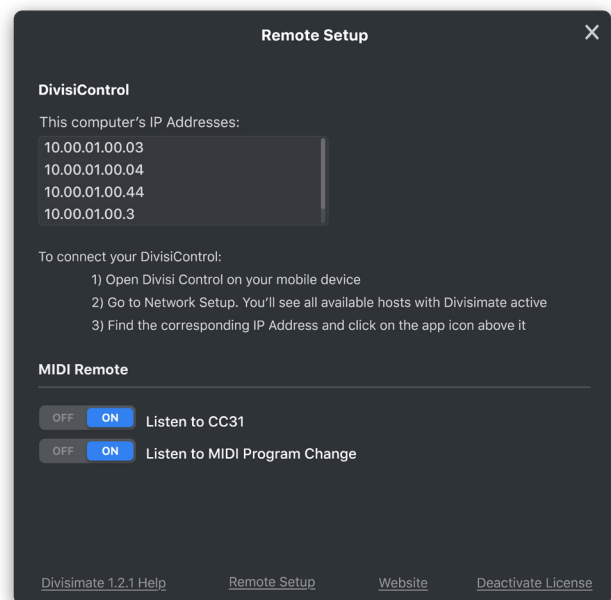 Remote Setup
DivisiControl
This computer's IP Addresses:
10.00.01.00.03
10.00.01.00.04
10.00.01.00.44
10.00.01.00.3
To connect your DivisiControl:
1) Open Divisi Control on your mobile device
2) Go to Network Setup. You'll see all available hosts with Divisimate active
3) Find the corresponding IP Address and click on the app icon above it
MIDI Remote
OFF ON Listen to CC31
OFF ON Listen to MIDI Program Change
Divisimate 1.2.1 Help Remote Setup Website Deactivate License